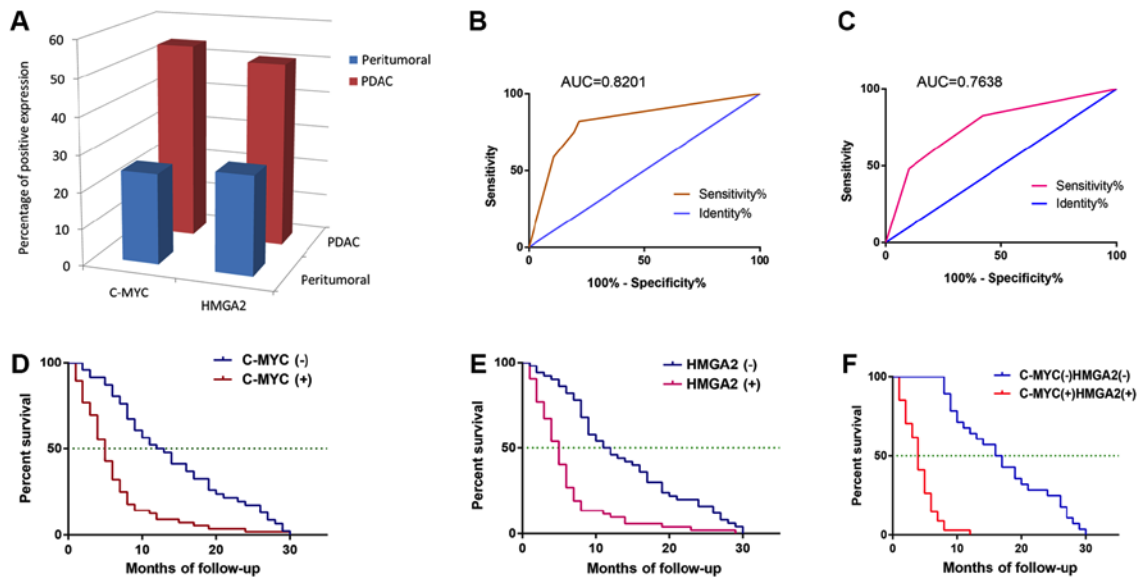 A
Percentage of positive expression
60
50
40
30
20
10
0
C-MYC
HMGA2
Peritumoral
PDAC
Peritumoral
PDAC
B
AUC=0.8201
Sensitivity
100
50
0
0
50
100
Sensitivity%
Identity%
100% - Specificity%
C
AUC=0.7638
Sensitivity
100
50
0
0
50
100
Sensitivity%
Identity%
100% - Specificity%
D
C-MYC (-)
C-MYC (+)
Percent survival
100
50
0
0
10
20
30
Months of follow-up
E
HMGA2 (-)
HMGA2 (+)
Percent survival
100
50
0
0
10
20
30
Months of follow-up
F
C-MYC(-)HMGA2(-)
C-MYC(+)HMGA2(+)
Percent survival
100
50
0
0
10
20
30
Months of follow-up